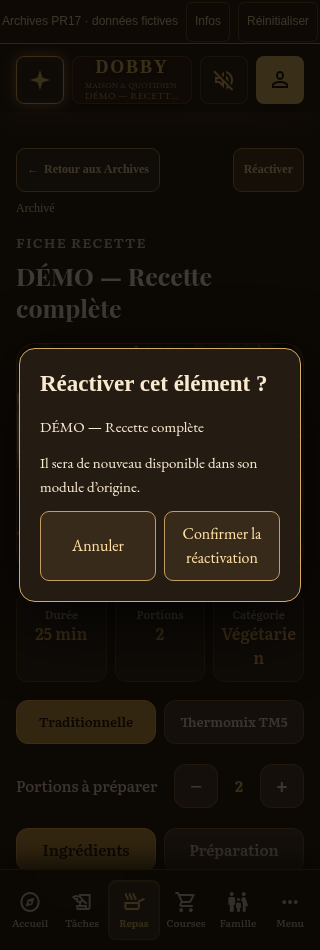 Archives PR17 · données fictives Infos Réinitialiser
DOBBY
MAISON & QUOTIDIEN
DÉMO — RECETT…
← Retour aux Archives Réactiver
Archivé
FICHE RECETTE
DÉMO — Recette
complète
Réactiver cet élément ?
DÉMO — Recette complète
Il sera de nouveau disponible dans son
module d’origine.
Annuler Confirmer la
réactivation
Durée Portions Catégorie
25 min 2 Végétarie
n
Traditionnelle Thermomix TM5
Portions à préparer − 2 +
Ingrédients Préparation
Accueil Tâches Repas Courses Famille Menu